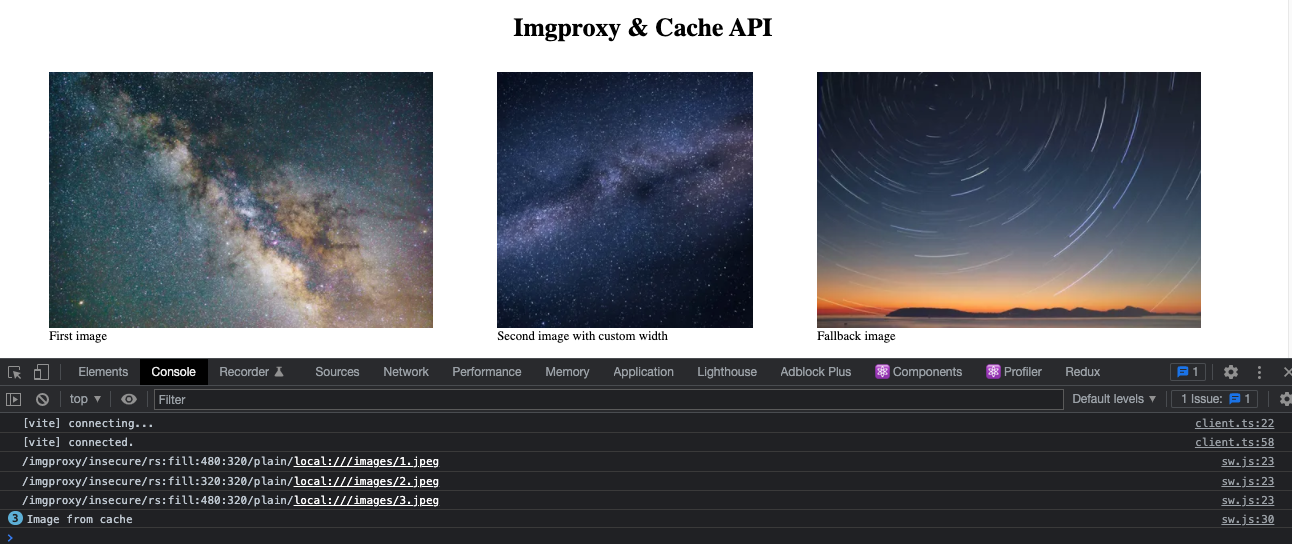 Imgproxy & Cache API
First image
Second image with custom width
Fallback image
Elements Console Recorder Sources Network Performance Memory Application Lighthouse Adblock Plus Components Profiler Redux 1
top Filter Default levels 1 Issue: 1
[vite] connecting... client.ts:22
[vite] connected. client.ts:58
/imgproxy/insecure/rs:fill:480:320/plain/local:///images/1.jpeg sw.js:23
/imgproxy/insecure/rs:fill:320:320/plain/local:///images/2.jpeg sw.js:23
/imgproxy/insecure/rs:fill:480:320/plain/local:///images/3.jpeg sw.js:23
3 Image from cache sw.js:30